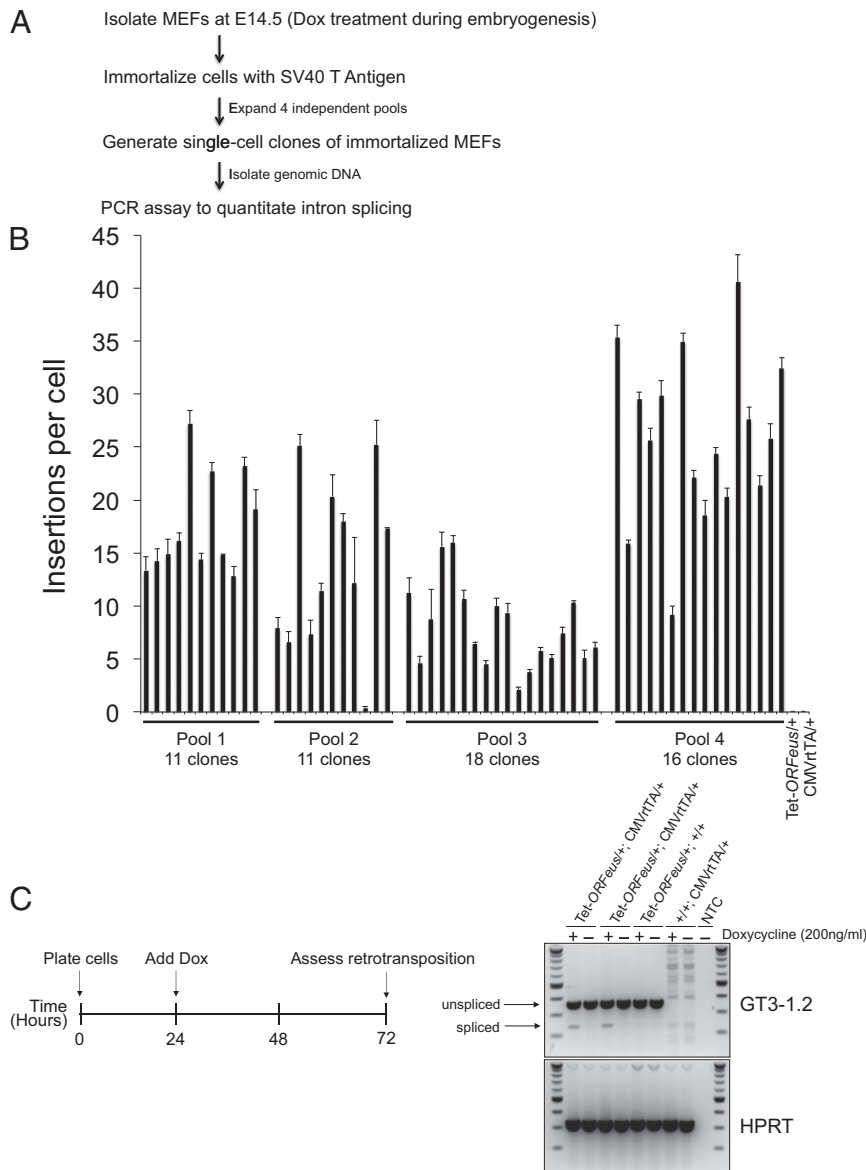 A
Isolate MEFs at E14.5 (Dox treatment during embryogenesis)
Immortalize cells with SV40 T Antigen
Expand 4 independent pools
Generate single-cell clones of immortalized MEFs
Isolate genomic DNA
PCR assay to quantitate intron splicing
B
Insertions per cell
45
40
35
30
25
20
15
10
5
0
Pool 1
11 clones
Pool 2
11 clones
Pool 3
18 clones
Pool 4
16 clones
Tet-ORFeus/+
CMVrtTA/+
C
Plate cells
Add Dox
Assess retrotransposition
Time
(Hours)
0
24
48
72
Tet-ORFeus/+; CMVrtTA/+
Tet-ORFeus/+; CMVrtTA/+
Tet-ORFeus/+; +/+
+/+; CMVrtTA/+
NTC
+ − + − + − + − − Doxycycline (200ng/ml)
unspliced
spliced
GT3-1.2
HPRT